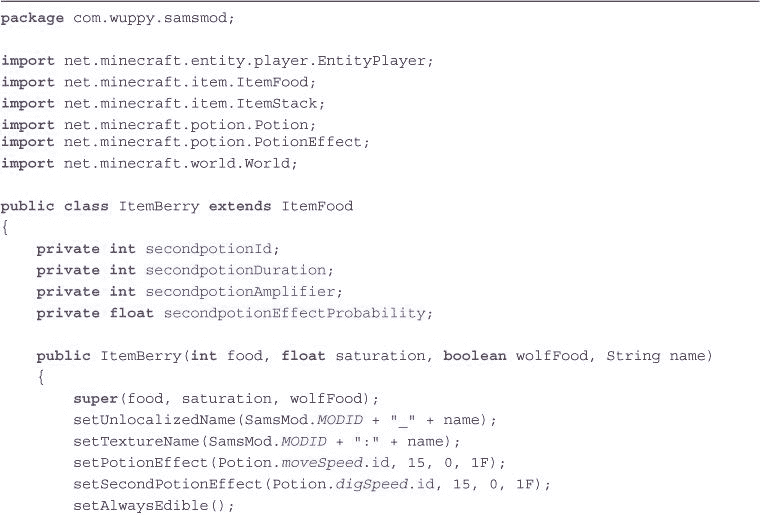 package com.wuppy.samsmod;
import net.minecraft.entity.player.EntityPlayer;
import net.minecraft.item.ItemFood;
import net.minecraft.item.ItemStack;
import net.minecraft.potion.Potion;
import net.minecraft.potion.PotionEffect;
import net.minecraft.world.World;
public class ItemBerry extends ItemFood
{
    private int secondpotionId;
    private int secondpotionDuration;
    private int secondpotionAmplifier;
    private float secondpotionEffectProbability;
    public ItemBerry(int food, float saturation, boolean wolfFood, String name)
    {
        super(food, saturation, wolfFood);
        setUnlocalizedName(SamsMod.MODID + "_" + name);
        setTextureName(SamsMod.MODID + ":" + name);
        setPotionEffect(Potion.moveSpeed.id, 15, 0, 1F);
        setSecondPotionEffect(Potion.digSpeed.id, 15, 0, 1F);
        setAlwaysEdible();